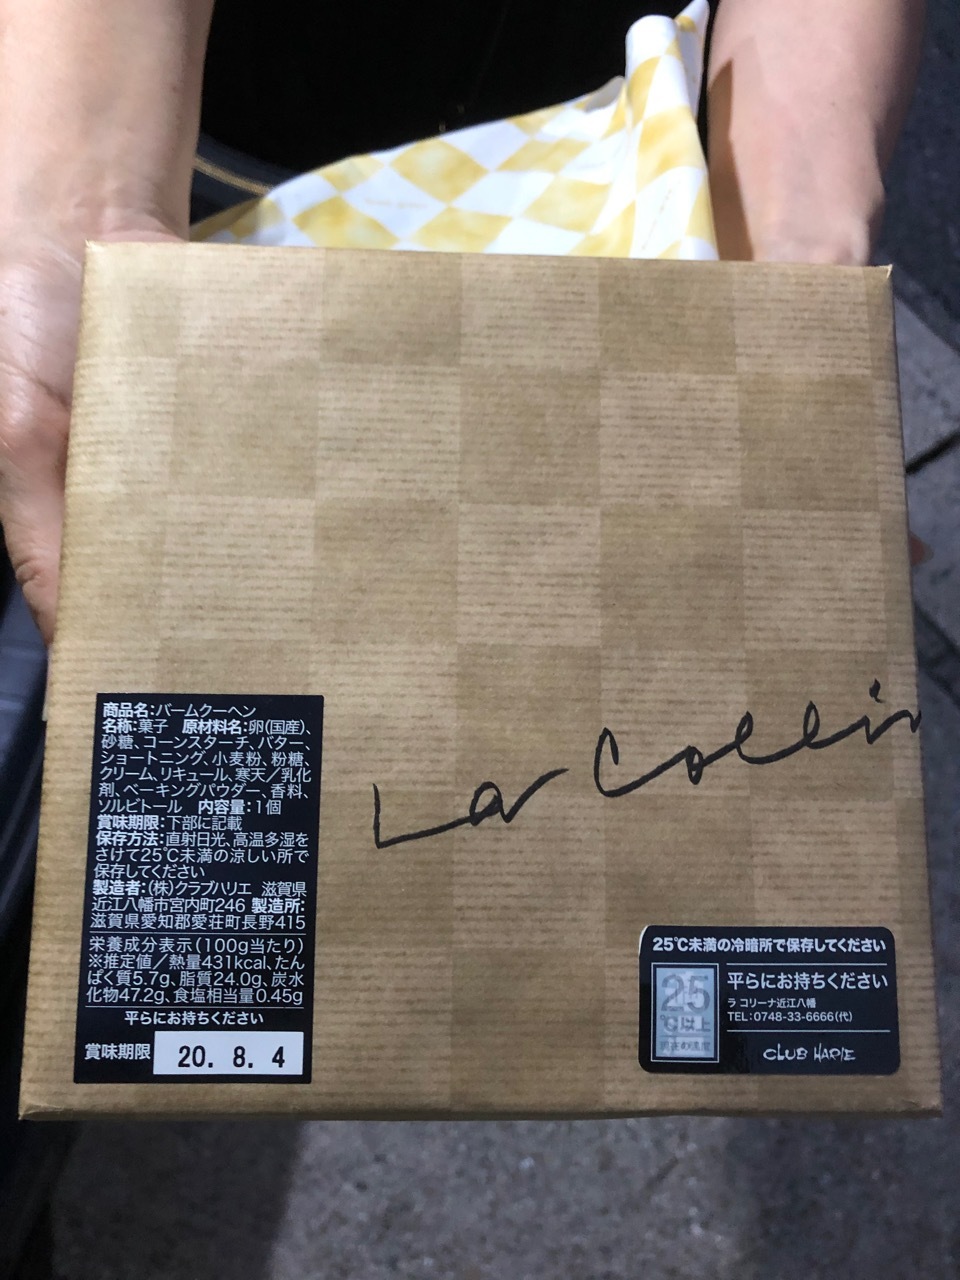 La Colli
商品名:バームクーヘン
名称:菓子 原材料名:卵(国産)、
砂糖、コーンスターチ、バター、
ショートニング、小麦粉、粉糖、
クリーム、リキュール、寒天／乳化
剤、ベーキングパウダー、香料、
ソルビトール 内容量:1個
賞味期限:下部に記載
保存方法:直射日光、高温多湿を
さけて25℃未満の涼しい所で
保存してください
製造者:(株)クラブハリエ 滋賀県
近江八幡市宮内町246 製造所:
滋賀県愛知郡愛荘町長野415
栄養成分表示(100g当たり)
※推定値／熱量431kcal、たん
ぱく質5.7g、脂質24.0g、炭水
化物47.2g、食塩相当量0.45g
平らにお持ちください
賞味期限 20. 8. 4
25℃未満の冷暗所で保存してください
25
℃以上
平らにお持ちください
ラ コリーナ近江八幡
TEL:0748-33-6666(代)
CLUB HARIE